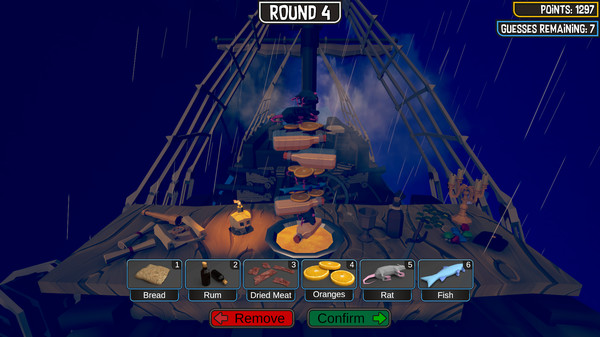 ROUND 4
POINTS: 1297
GUESSES REMAINING: 7
1
Bread
2
Rum
3
Dried Meat
4
Oranges
5
Rat
6
Fish
Remove
Confirm